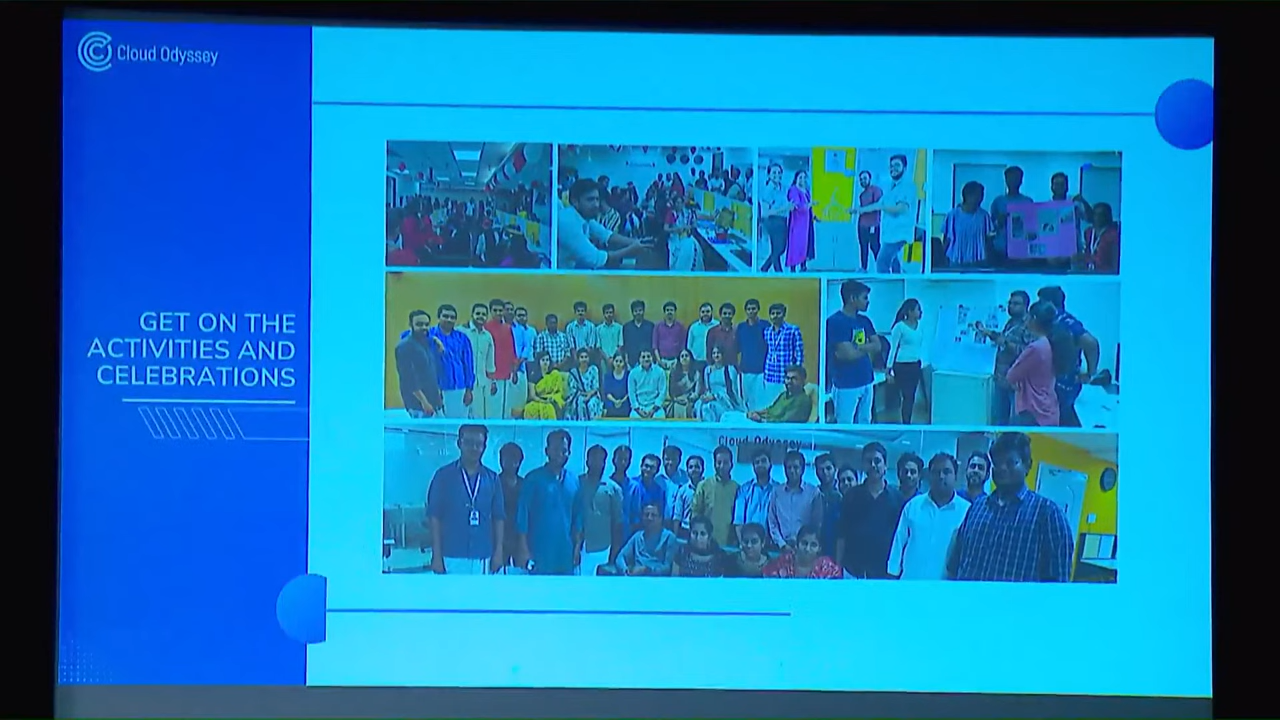 Cloud Odyssey
GET ON THE
ACTIVITIES AND
CELEBRATIONS
Cloud Odyssey